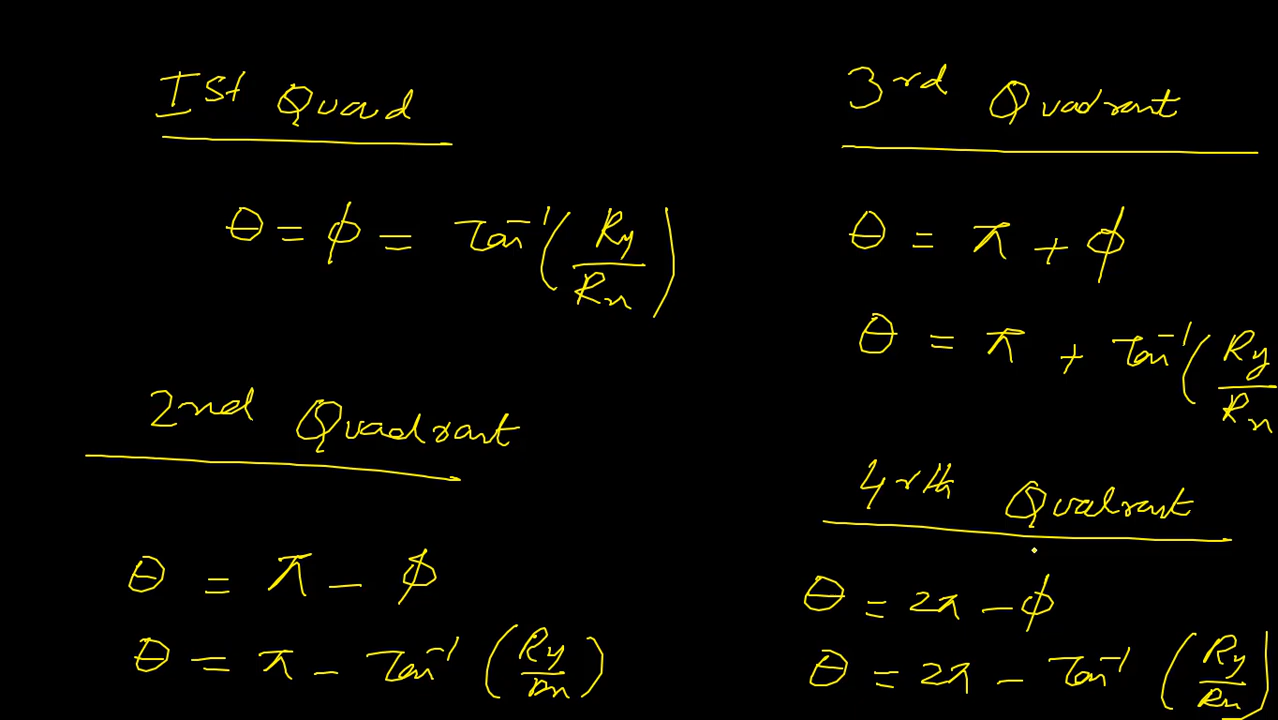 Ist Quad
θ = ϕ = Tan⁻¹(Ry/Rx)
2nd Quadrant
θ = π − ϕ
θ = π − Tan⁻¹(Ry/Rx)
3rd Quadrant
θ = π + ϕ
θ = π + Tan⁻¹(Ry/Rx
4rth Quadrant
θ = 2π − ϕ
θ = 2π − Tan⁻¹(Ry/Rx)